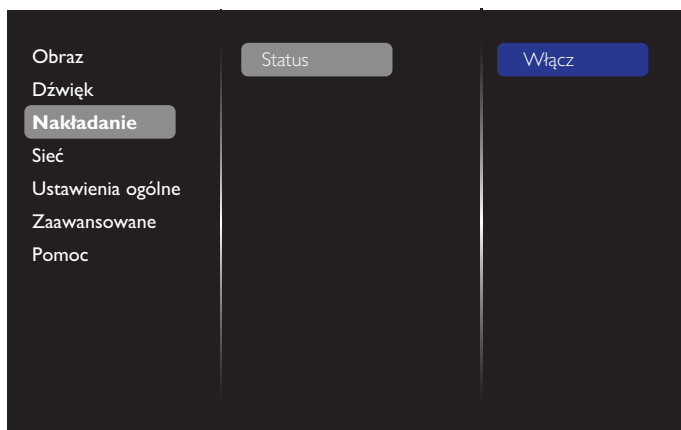 Obraz
Dźwięk
Nakładanie
Sieć
Ustawienia ogólne
Zaawansowane
Pomoc
Status
Włącz